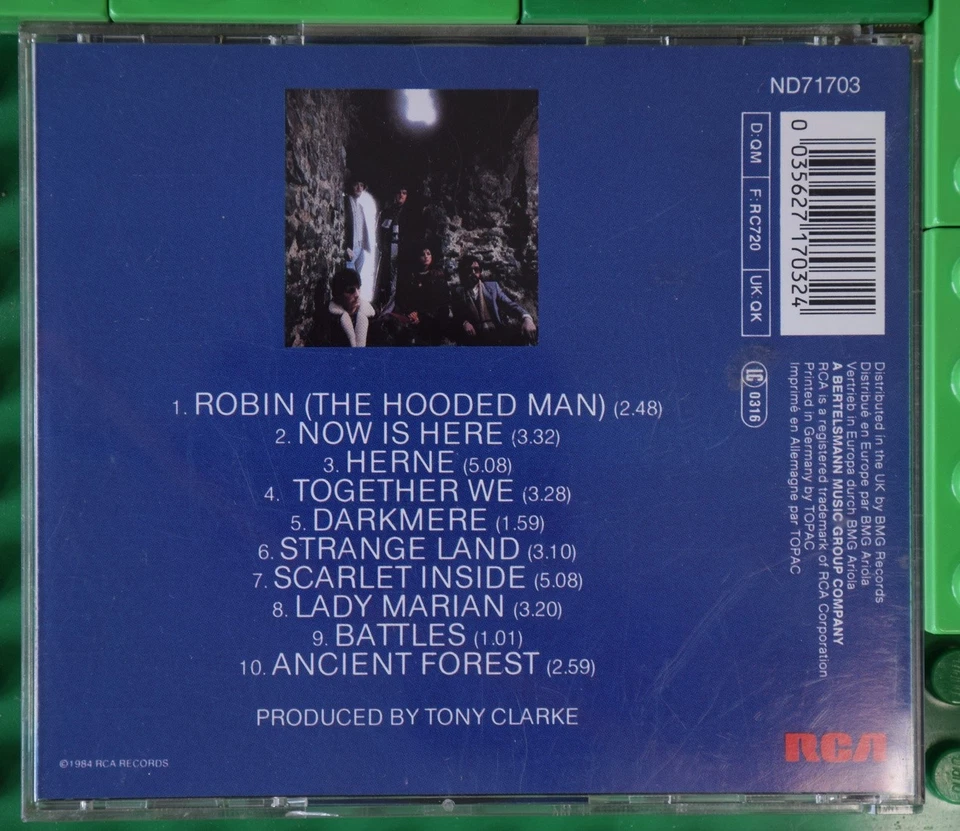 ND71703
0 035627 170324
D:QM F:RC720 UK:QK
LC 0316
Distributed in the UK by BMG Records
Distribué en Europe par BMG Ariola
Vertrieb in Europa durch BMG Ariola
A BERTELSMANN MUSIC GROUP COMPANY
RCA is a registered trademark of RCA Corporation
Printed in Germany by TOPAC
Imprimé en Allemagne par TOPAC
1. ROBIN (THE HOODED MAN) (2.48)
2. NOW IS HERE (3.32)
3. HERNE (5.08)
4. TOGETHER WE (3.28)
5. DARKMERE (1.59)
6. STRANGE LAND (3.10)
7. SCARLET INSIDE (5.08)
8. LADY MARIAN (3.20)
9. BATTLES (1.01)
10. ANCIENT FOREST (2.59)
PRODUCED BY TONY CLARKE
©1984 RCA RECORDS
RCA